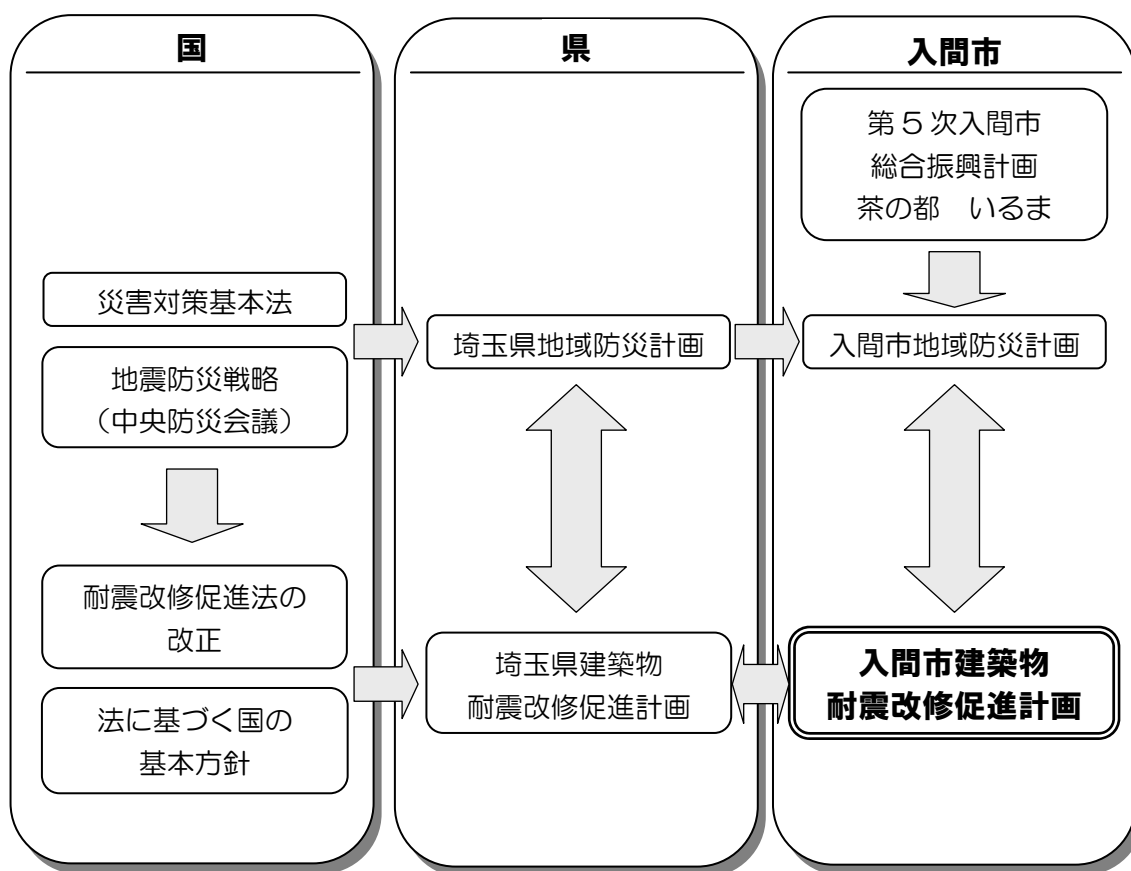 国
災害対策基本法
地震防災戦略
（中央防災会議）
耐震改修促進法の
改正
法に基づく国の
基本方針
県
埼玉県地域防災計画
埼玉県建築物
耐震改修促進計画
入間市
第５次入間市
総合振興計画
茶の都　いるま
入間市地域防災計画
入間市建築物
耐震改修促進計画